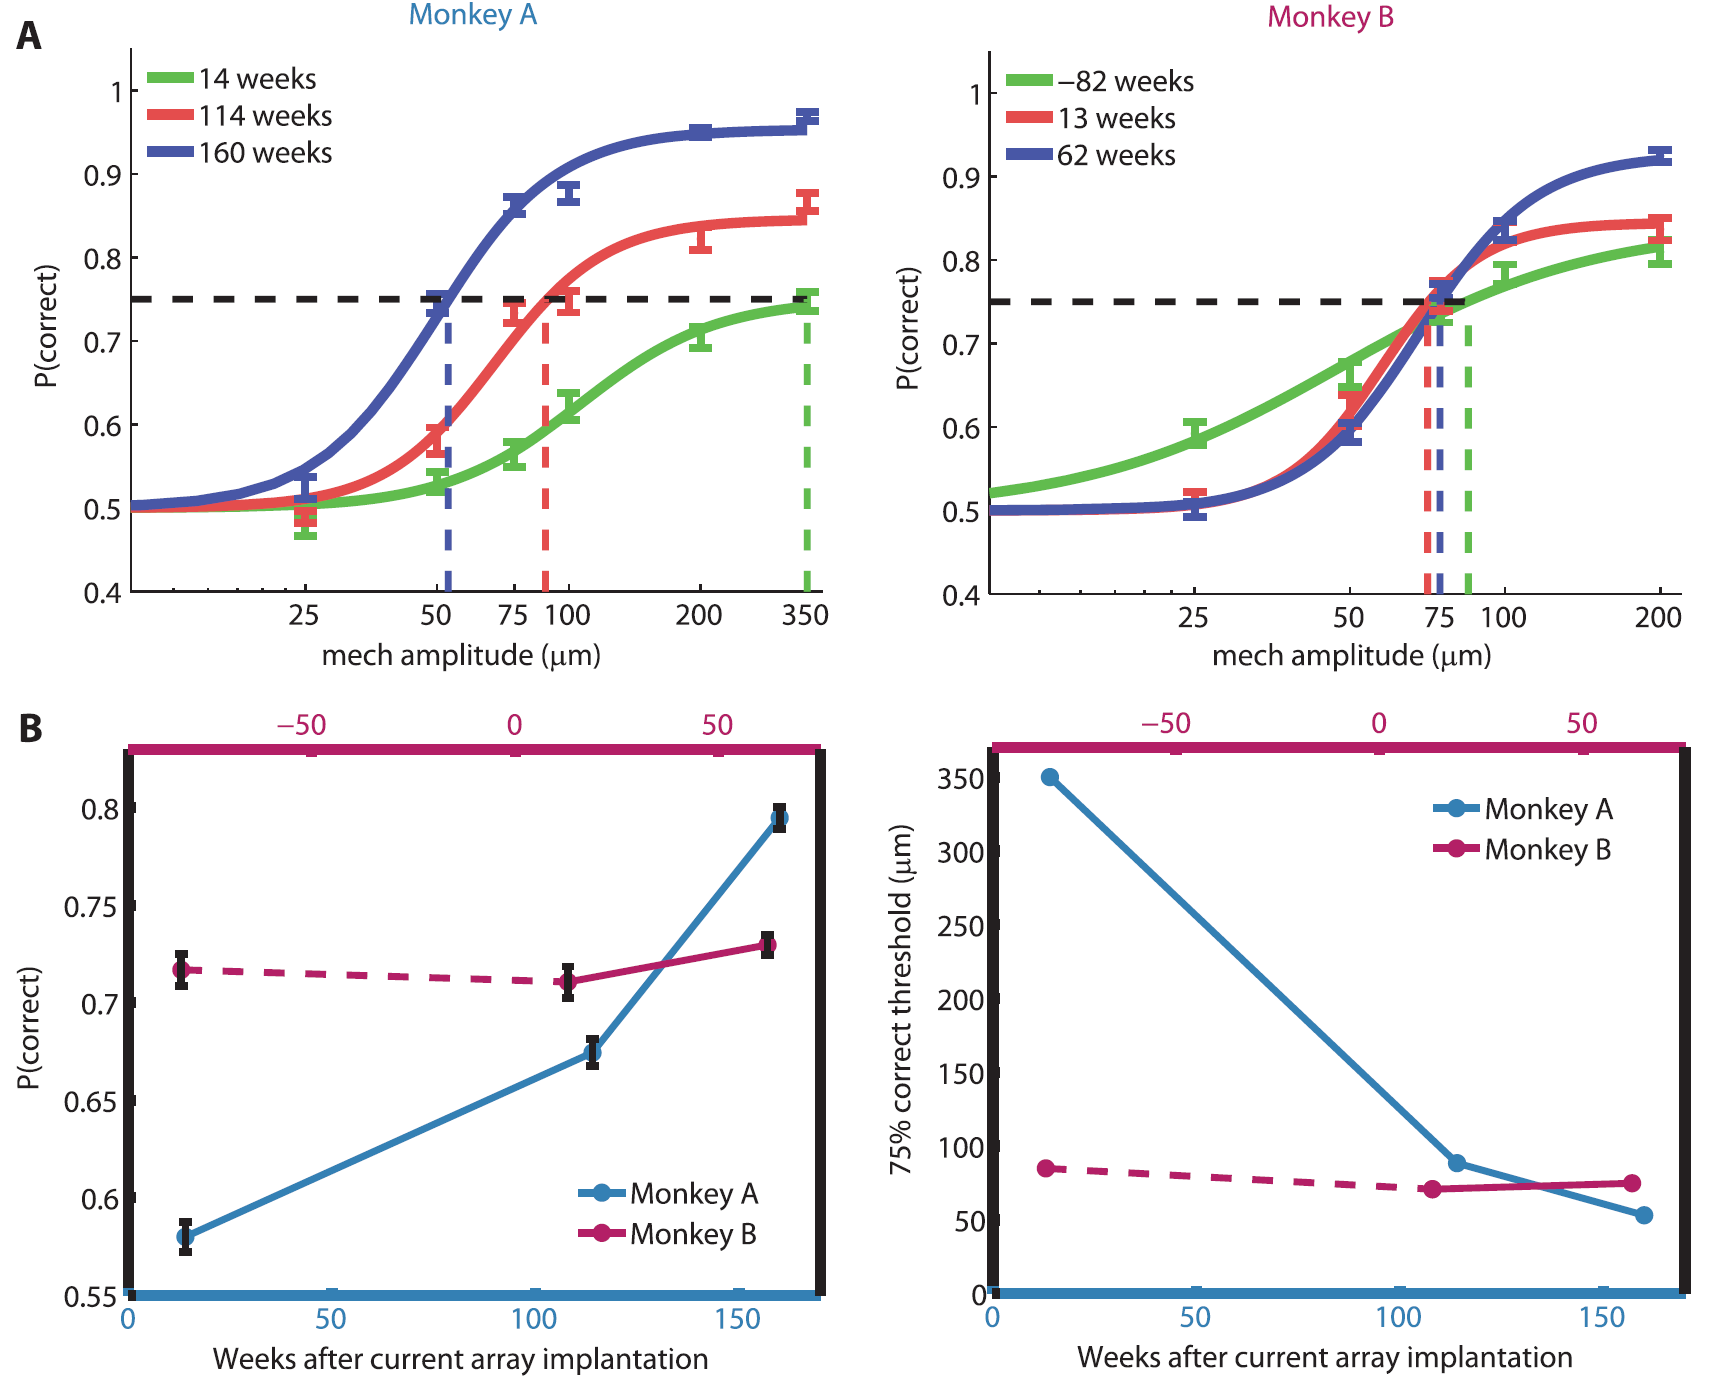 A
Monkey A
14 weeks
114 weeks
160 weeks
1
0.9
0.8
0.7
0.6
0.5
0.4
P(correct)
25 50 75 100 200 350
mech amplitude (μm)
Monkey B
−82 weeks
13 weeks
62 weeks
1
0.9
0.8
0.7
0.6
0.5
0.4
P(correct)
25 50 75 100 200
mech amplitude (μm)
B
−50 0 50
0.8
0.75
0.7
0.65
0.6
0.55
P(correct)
Monkey A
Monkey B
0 50 100 150
Weeks after current array implantation
−50 0 50
350
300
250
200
150
100
50
0
75% correct threshold (μm)
Monkey A
Monkey B
0 50 100 150
Weeks after current array implantation